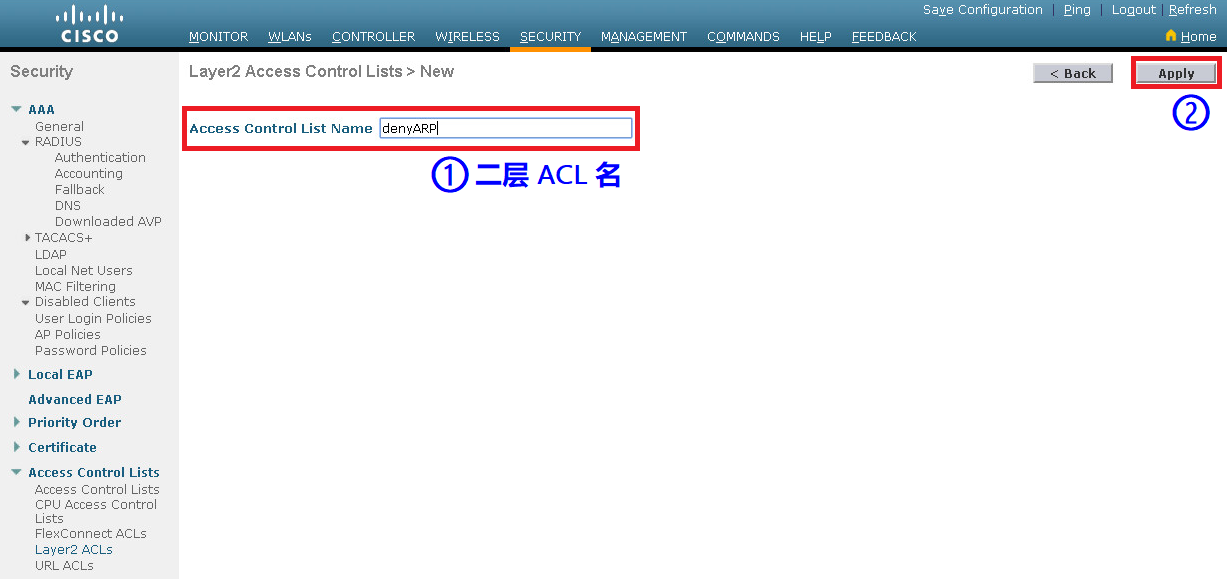 Save Configuration | Ping | Logout | Refresh
CISCO
MONITOR WLANs CONTROLLER WIRELESS SECURITY MANAGEMENT COMMANDS HELP FEEDBACK Home
Security
Layer2 Access Control Lists > New
< Back
Apply
②
AAA
General
RADIUS
Authentication
Accounting
Fallback
DNS
Downloaded AVP
TACACS+
LDAP
Local Net Users
MAC Filtering
Disabled Clients
User Login Policies
AP Policies
Password Policies
Local EAP
Advanced EAP
Priority Order
Certificate
Access Control Lists
Access Control Lists
CPU Access Control
Lists
FlexConnect ACLs
Layer2 ACLs
URL ACLs
Access Control List Name denyARP
① 二层 ACL 名